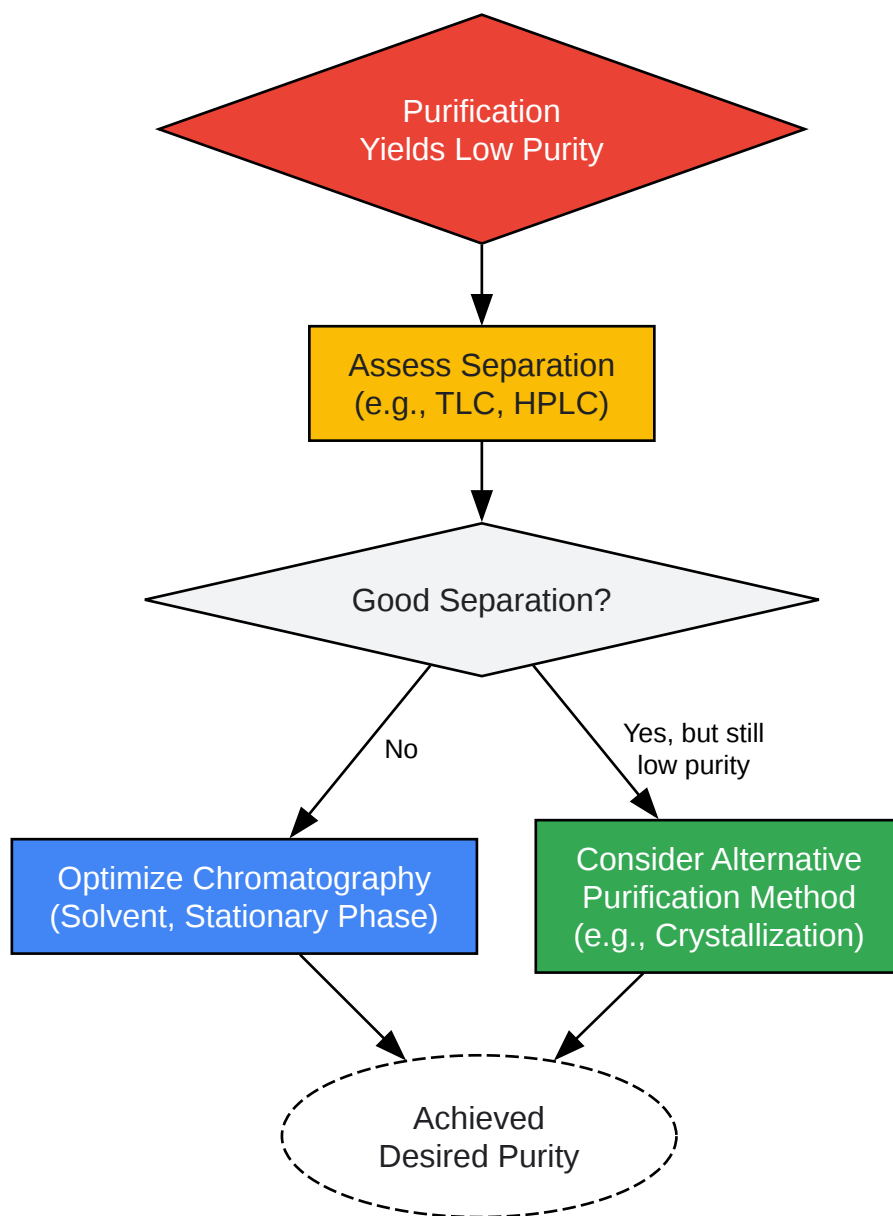 Purification
Yields Low Purity
Assess Separation
(e.g., TLC, HPLC)
Good Separation?
No
Yes, but still
low purity
Optimize Chromatography
(Solvent, Stationary Phase)
Consider Alternative
Purification Method
(e.g., Crystallization)
Achieved
Desired Purity